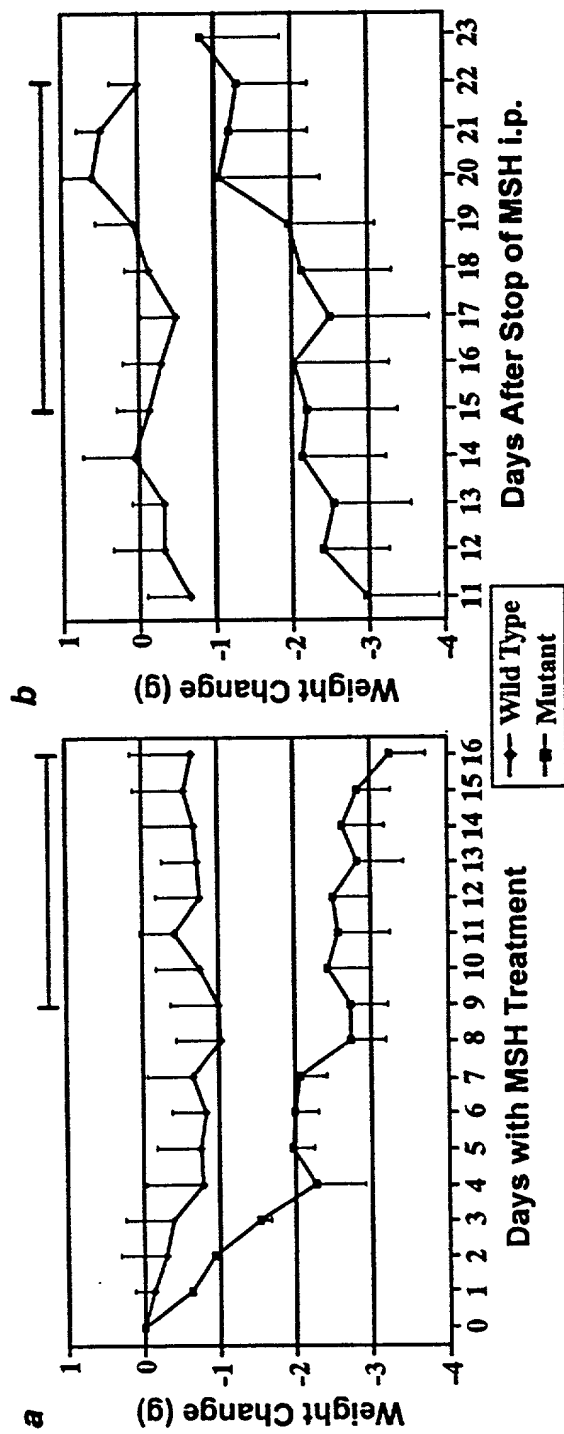 a
Weight Change (g)
1
0
-1
-2
-3
-4
0 1 2 3 4 5 6 7 8 9 10 11 12 13 14 15 16
Days with MSH Treatment
b
Weight Change (g)
1
0
-1
-2
-3
-4
11 12 13 14 15 16 17 18 19 20 21 22 23
Days After Stop of MSH i.p.
Wild Type
Mutant